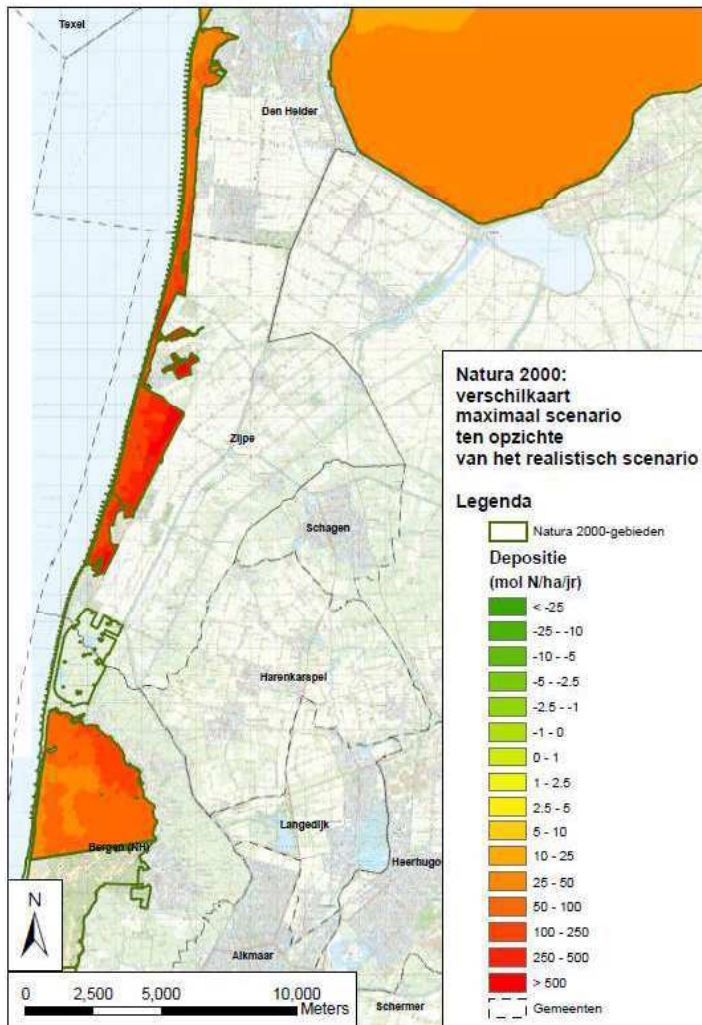 Texel
Den Helder
Zijpe
Schagen
Harenkarspel
Langedijk
Bergen (NH)
Heerhugo
Alkmaar
Schermer
Natura 2000:
verschilkaart
maximaal scenario
ten opzichte
van het realistisch scenario
Legenda
Natura 2000-gebieden
Depositie
(mol N/ha/jr)
< -25
-25 - -10
-10 - -5
-5 - -2.5
-2.5 - -1
-1 - 0
0 - 1
1 - 2.5
2.5 - 5
5 - 10
10 - 25
25 - 50
50 - 100
100 - 250
250 - 500
> 500
Gemeenten
N
0 2,500 5,000 10,000
Meters